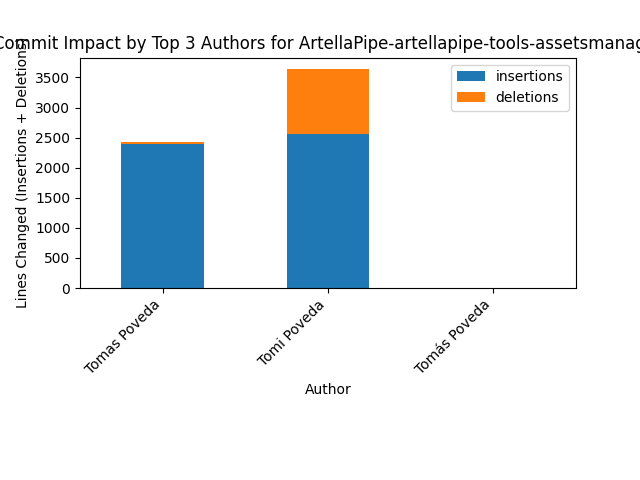 Commit Impact by Top 3 Authors for ArtellaPipe-artellapipe-tools-assetsmanag
Lines Changed (Insertions + Deletions)
3500
3000
2500
2000
1500
1000
500
0
insertions
deletions
Tomas Poveda
Tomi Poveda
Tomás Poveda
Author